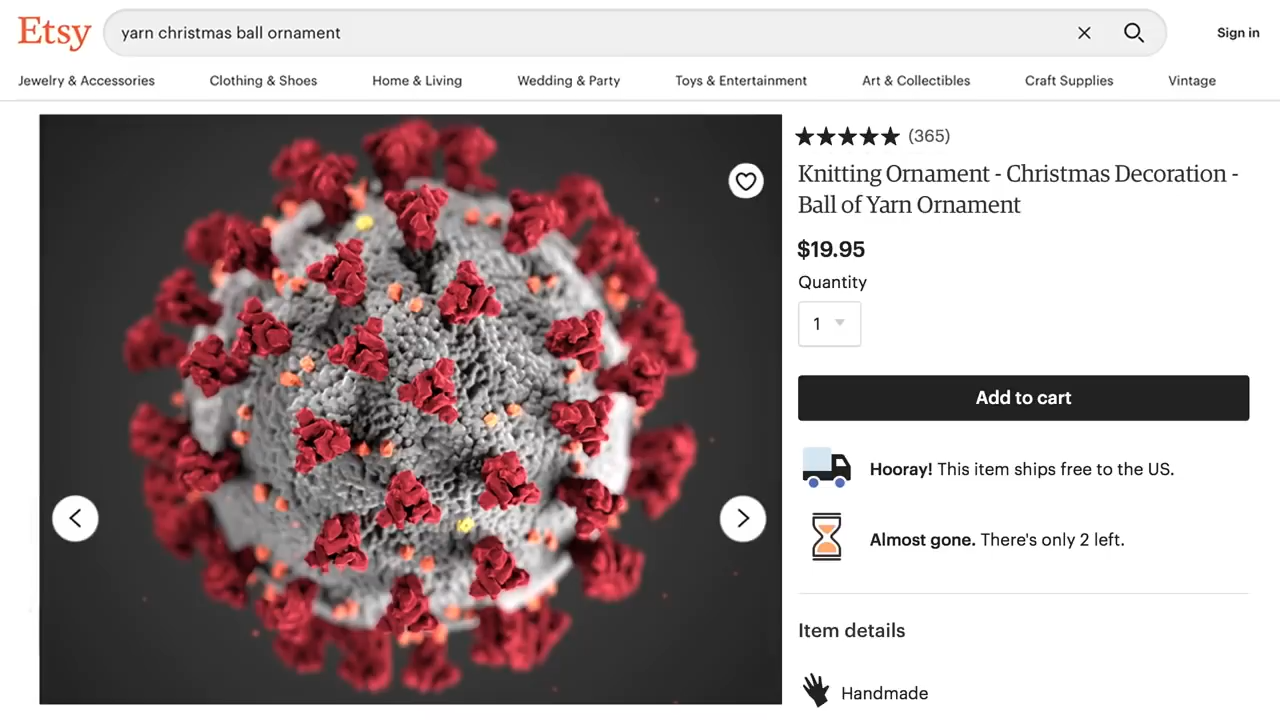 Etsy
yarn christmas ball ornament
Sign in
Jewelry & Accessories
Clothing & Shoes
Home & Living
Wedding & Party
Toys & Entertainment
Art & Collectibles
Craft Supplies
Vintage
(365)
Knitting Ornament - Christmas Decoration -
Ball of Yarn Ornament
$19.95
Quantity
1
Add to cart
Hooray! This item ships free to the US.
Almost gone. There's only 2 left.
Item details
Handmade